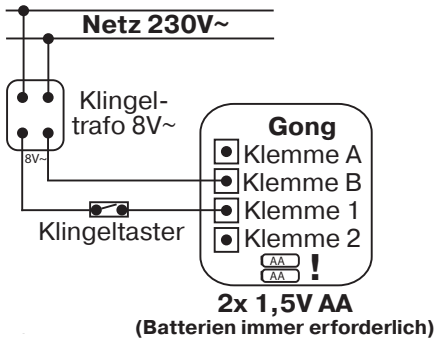 Netz 230V~
Klingel-
trafo 8V~
8V~
Gong
Klemme A
Klemme B
Klemme 1
Klemme 2
Klingeltaster
AA
AA
!
2x 1,5V AA
(Batterien immer erforderlich)